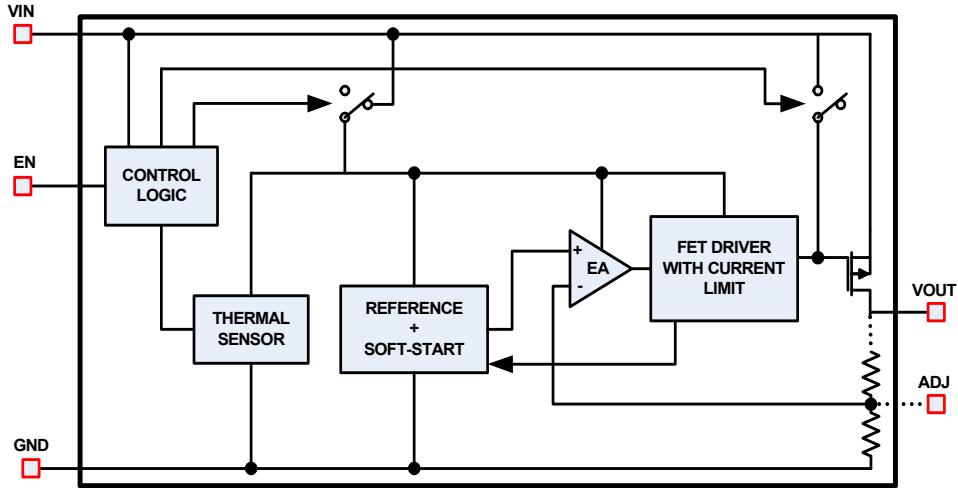 VIN
EN
CONTROL
LOGIC
THERMAL
SENSOR
REFERENCE
+
SOFT-START
+
EA
-
FET DRIVER
WITH CURRENT
LIMIT
VOUT
ADJ
GND